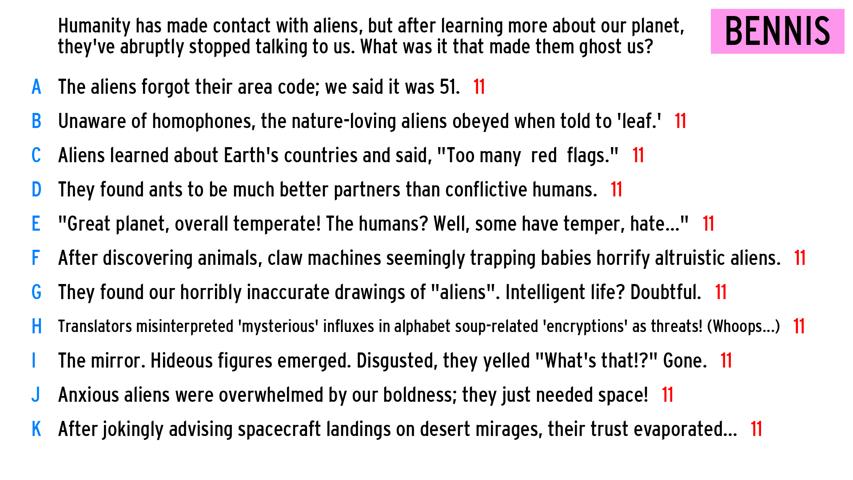 Humanity has made contact with aliens, but after learning more about our planet,
they've abruptly stopped talking to us. What was it that made them ghost us?
BENNIS
A The aliens forgot their area code; we said it was 51. 11
B Unaware of homophones, the nature-loving aliens obeyed when told to 'leaf.' 11
C Aliens learned about Earth's countries and said, "Too many red flags." 11
D They found ants to be much better partners than conflictive humans. 11
E "Great planet, overall temperate! The humans? Well, some have temper, hate..." 11
F After discovering animals, claw machines seemingly trapping babies horrify altruistic aliens. 11
G They found our horribly inaccurate drawings of "aliens". Intelligent life? Doubtful. 11
H Translators misinterpreted 'mysterious' influxes in alphabet soup-related 'encryptions' as threats! (Whoops...) 11
I The mirror. Hideous figures emerged. Disgusted, they yelled "What's that!?" Gone. 11
J Anxious aliens were overwhelmed by our boldness; they just needed space! 11
K After jokingly advising spacecraft landings on desert mirages, their trust evaporated... 11